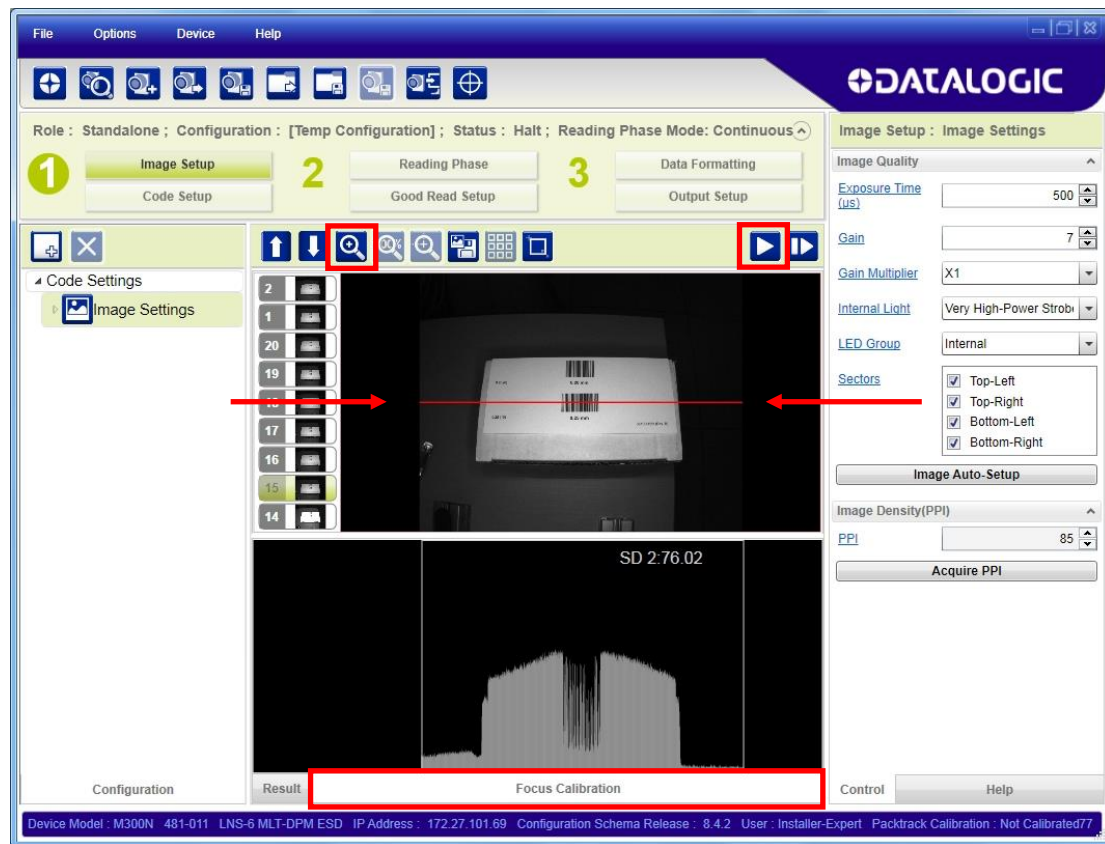 File Options Device Help
DATALOGIC
Role : Standalone ; Configuration : [Temp Configuration] ; Status : Halt ; Reading Phase Mode: Continuous
1 Image Setup 2 Reading Phase 3 Data Formatting
Code Setup Good Read Setup Output Setup
Image Setup : Image Settings
Image Quality
Exposure Time (us) 500
Gain 7
Gain Multiplier X1
Internal Light Very High-Power Strob
LED Group Internal
Sectors Top-Left
Top-Right
Bottom-Left
Bottom-Right
Image Auto-Setup
Image Density(PPI)
PPI 85
Acquire PPI
Code Settings
Image Settings
2
1
20
19
18
17
16
15
14
SD 2:76.02
Configuration Result Focus Calibration Control Help
Device Model : M300N 481-011 LNS-6 MLT-DPM ESD IP Address : 172.27.101.69 Configuration Schema Release : 8.4.2 User : Installer-Expert Packtrack Calibration : Not Calibrated77